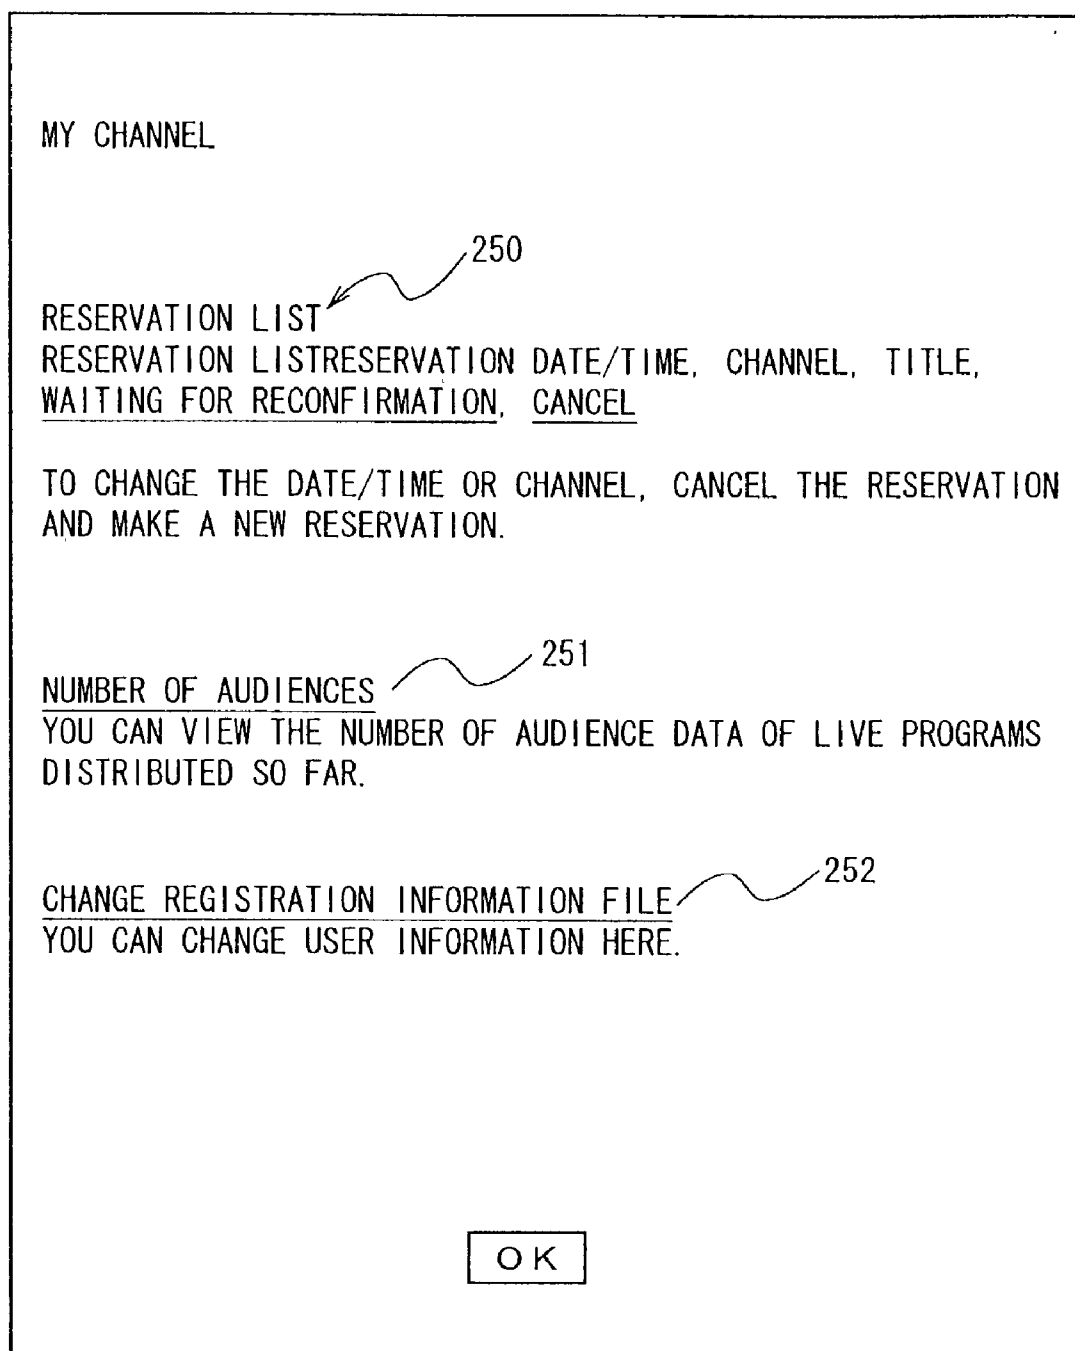 MY CHANNEL
250
RESERVATION LIST
RESERVATION LISTRESERVATION DATE/TIME, CHANNEL, TITLE,
WAITING FOR RECONFIRMATION, CANCEL
TO CHANGE THE DATE/TIME OR CHANNEL, CANCEL THE RESERVATION
AND MAKE A NEW RESERVATION.
251
NUMBER OF AUDIENCES
YOU CAN VIEW THE NUMBER OF AUDIENCE DATA OF LIVE PROGRAMS
DISTRIBUTED SO FAR.
252
CHANGE REGISTRATION INFORMATION FILE
YOU CAN CHANGE USER INFORMATION HERE.
OK